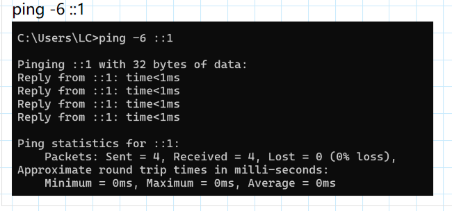 ping -6 ::1
C:\Users\LC>ping -6 ::1
Pinging ::1 with 32 bytes of data:
Reply from ::1: time<1ms
Reply from ::1: time<1ms
Reply from ::1: time<1ms
Reply from ::1: time<1ms
Ping statistics for ::1:
    Packets: Sent = 4, Received = 4, Lost = 0 (0% loss),
Approximate round trip times in milli-seconds:
    Minimum = 0ms, Maximum = 0ms, Average = 0ms